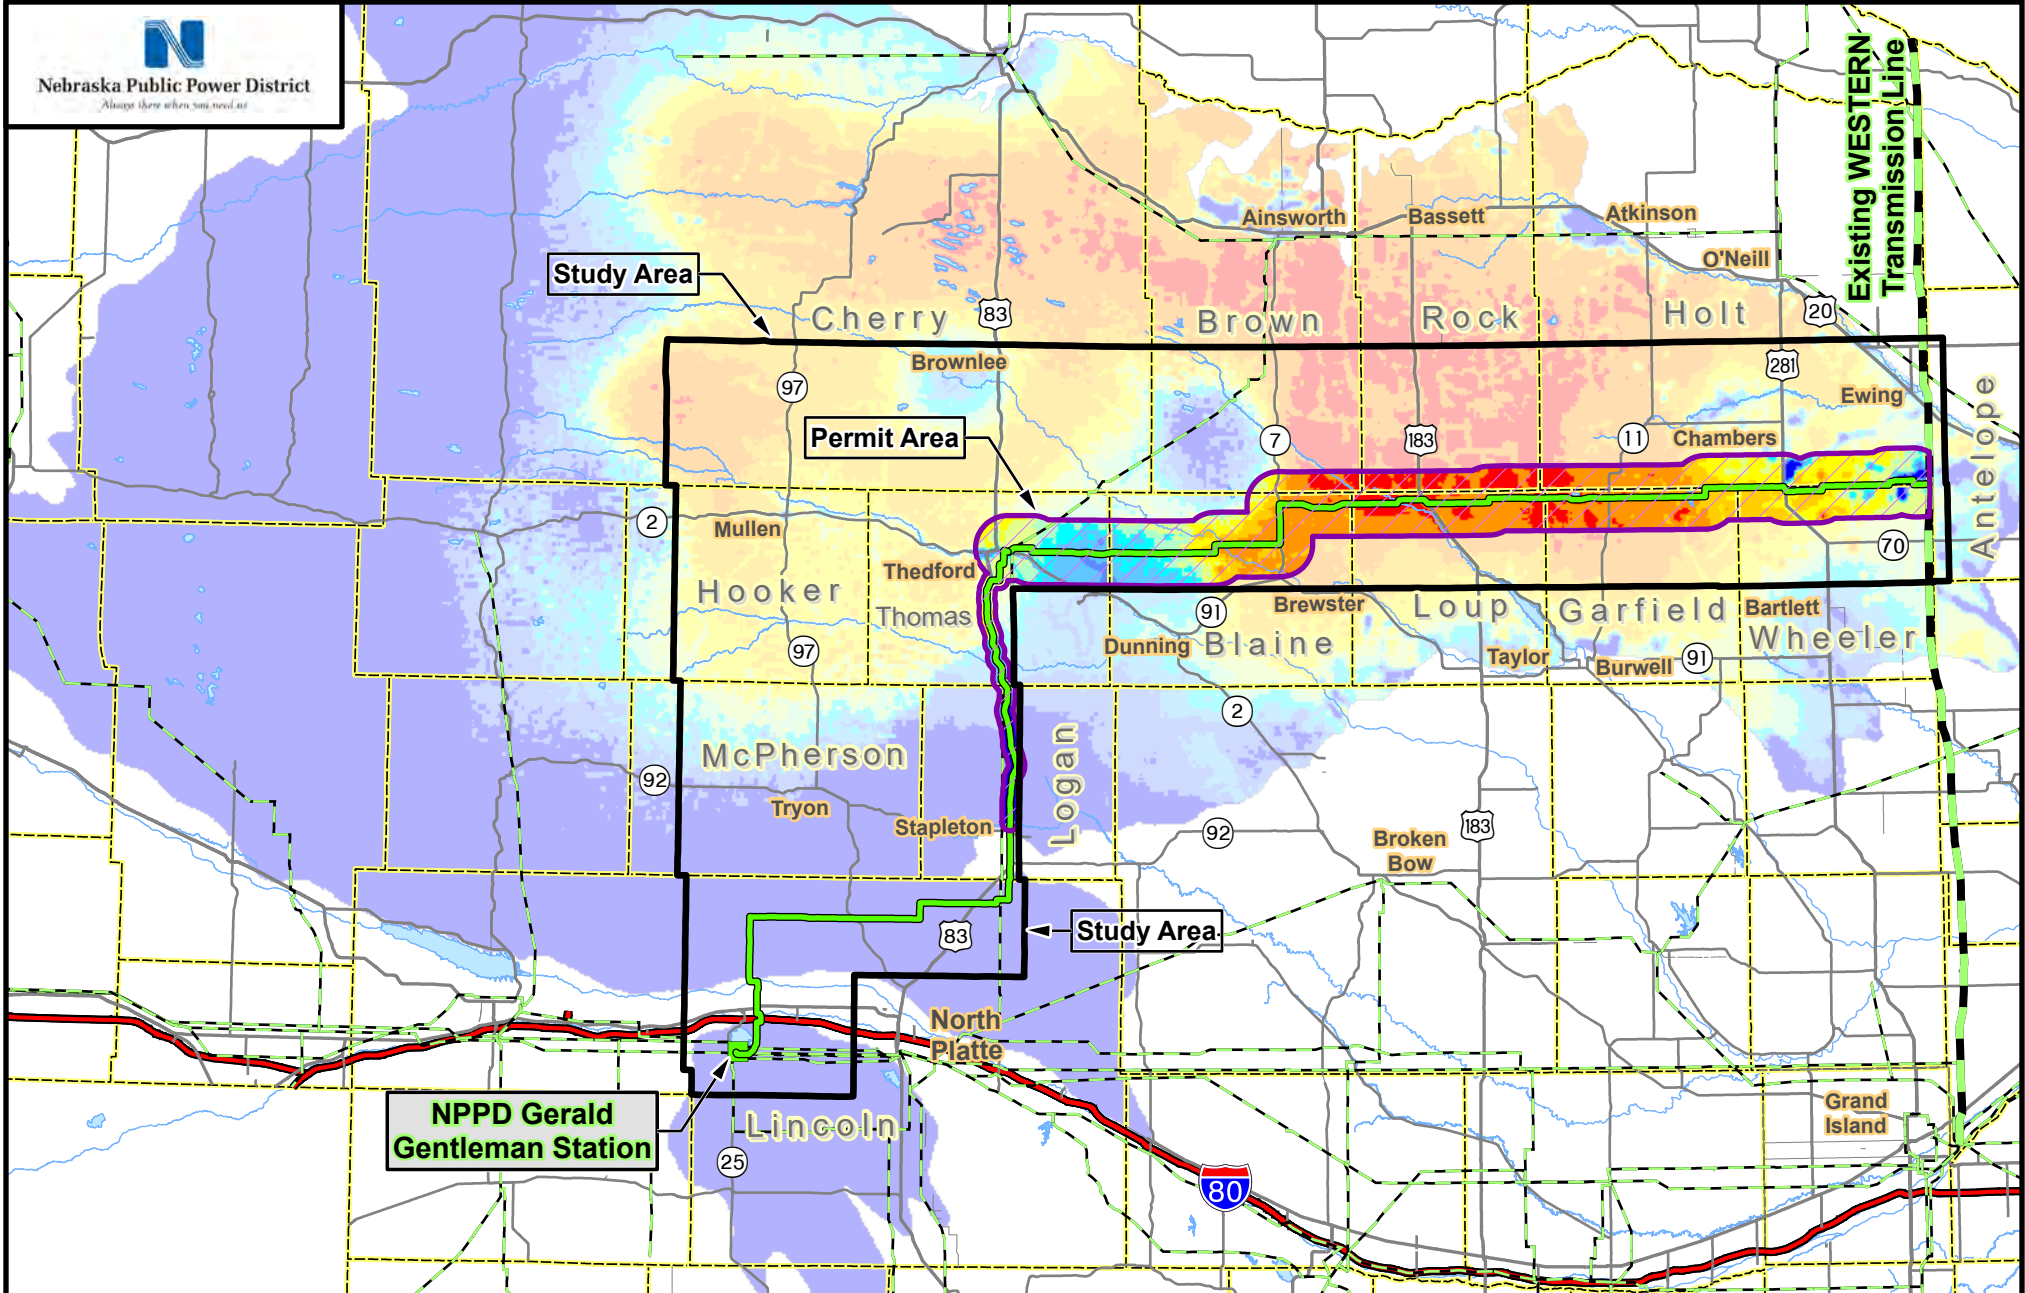 Nebraska Public Power District
Always there when you need us
Existing WESTERN
Transmission Line
Ainsworth
Bassett
Atkinson
O'Neill
Study Area
Cherry
83
Brown
Rock
Holt
20
Brownlee
281
97
Ewing
Permit Area
7
183
11
Chambers
Antelope
2
Mullen
70
Thedford
Hooker
Thomas
91
Brewster
Loup
Garfield
Bartlett
97
Dunning
Blaine
Taylor
Burwell
91
Wheeler
2
McPherson
Logan
92
Tryon
Stapleton
92
183
Broken
Bow
83
Study Area
North
Platte
NPPD Gerald
Gentleman Station
Lincoln
Grand
Island
25
80